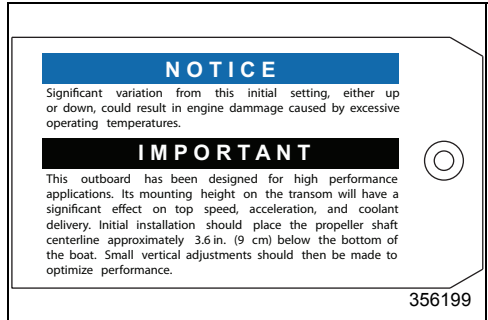 NOTICE
Significant variation from this initial setting, either up
or down, could result in engine dammage caused by excessive
operating temperatures.
IMPORTANT
This outboard has been designed for high performance
applications. Its mounting height on the transom will have a
significant effect on top speed, acceleration, and coolant
delivery. Initial installation should place the propeller shaft
centerline approximately 3.6 in. (9 cm) below the bottom of
the boat. Small vertical adjustments should then be made to
optimize performance.
356199